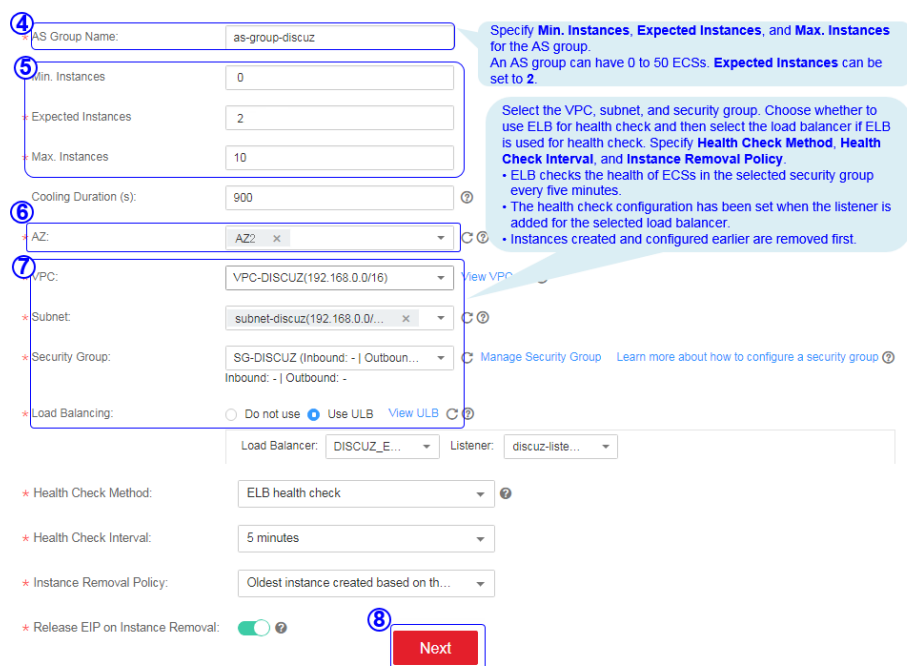 ④
* AS Group Name: as-group-discuz
Specify Min. Instances, Expected Instances, and Max. Instances
for the AS group.
An AS group can have 0 to 50 ECSs. Expected Instances can be
set to 2.
⑤
Min. Instances 0
* Expected Instances 2
* Max. Instances 10
Select the VPC, subnet, and security group. Choose whether to
use ELB for health check and then select the load balancer if ELB
is used for health check. Specify Health Check Method, Health
Check Interval, and Instance Removal Policy.
• ELB checks the health of ECSs in the selected security group
every five minutes.
• The health check configuration has been set when the listener is
added for the selected load balancer.
• Instances created and configured earlier are removed first.
Cooling Duration (s): 900
⑥
* AZ: AZ2 ×
⑦
VPC: VPC-DISCUZ(192.168.0.0/16) View VPC
* Subnet: subnet-discuz(192.168.0.0/... ×
* Security Group: SG-DISCUZ (Inbound: - | Outboun... Manage Security Group Learn more about how to configure a security group
Inbound: - | Outbound: -
* Load Balancing: Do not use Use ULB View ULB
Load Balancer: DISCUZ_E... Listener: discuz-liste...
* Health Check Method: ELB health check
* Health Check Interval: 5 minutes
* Instance Removal Policy: Oldest instance created based on th...
* Release EIP on Instance Removal:
⑧
Next